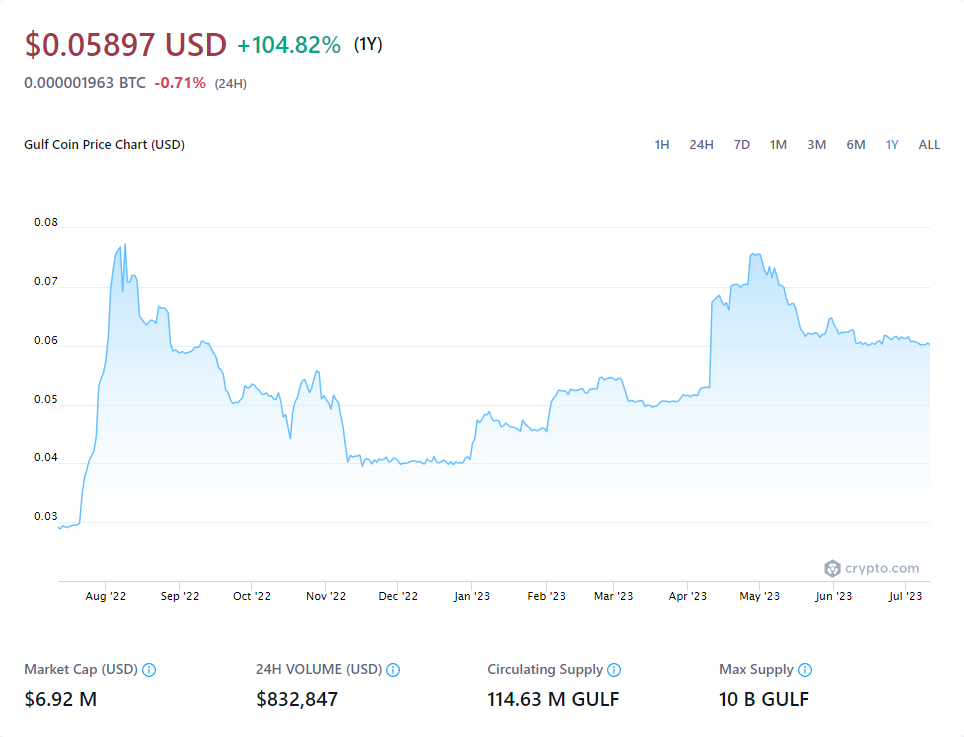 $0.05897 USD +104.82% (1Y)
0.000001963 BTC -0.71% (24H)
Gulf Coin Price Chart (USD) 1H 24H 7D 1M 3M 6M 1Y ALL
0.08
0.07
0.06
0.05
0.04
0.03
crypto.com
Aug '22 Sep '22 Oct '22 Nov '22 Dec '22 Jan '23 Feb '23 Mar '23 Apr '23 May '23 Jun '23 Jul '23
Market Cap (USD) 24H VOLUME (USD) Circulating Supply Max Supply
$6.92 M $832,847 114.63 M GULF 10 B GULF